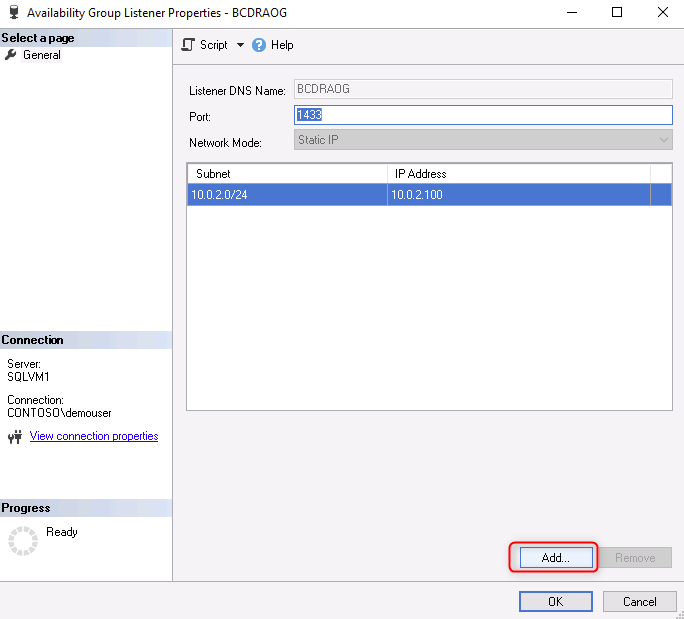 Availability Group Listener Properties - BCDRAOG
Select a page
General
Script
Help
Listener DNS Name: BCDRAOG
Port: 1433
Network Mode: Static IP
Subnet IP Address
10.0.2.0/24 10.0.2.100
Connection
Server:
SQLVM1
Connection:
CONTOSO\demouser
View connection properties
Progress
Ready
Add... Remove
OK Cancel